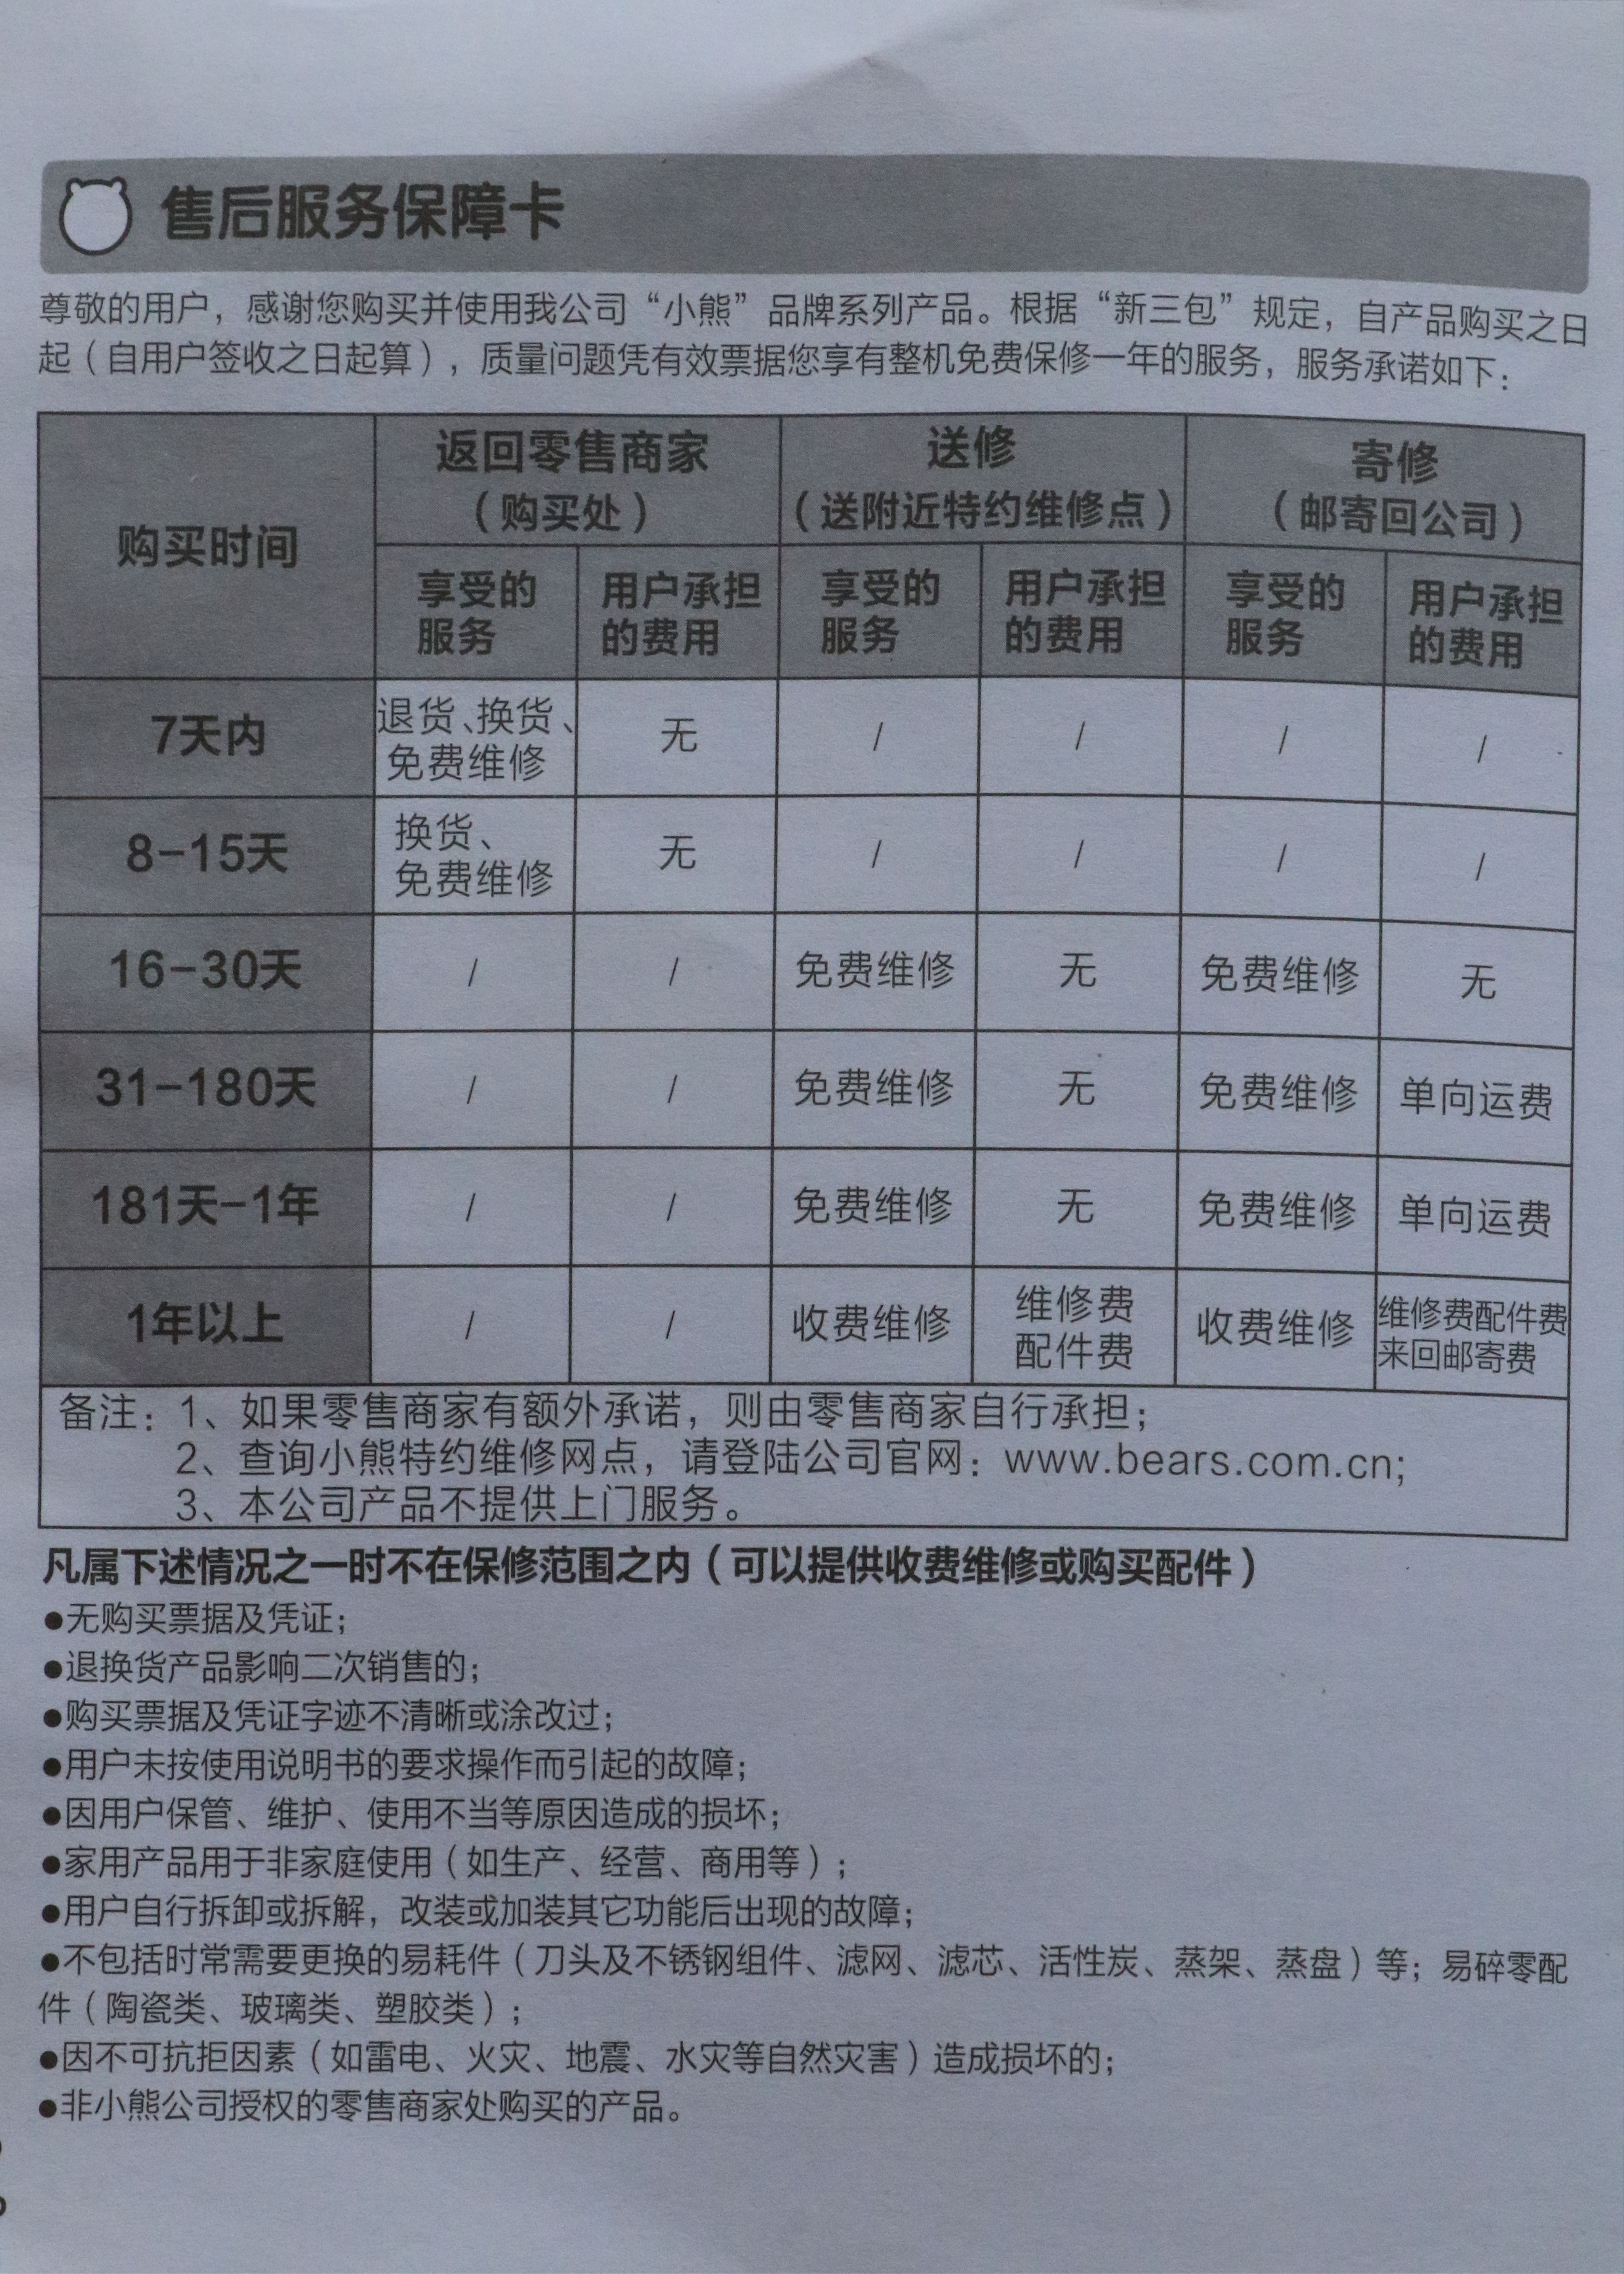 售后服务保障卡
尊敬的用户，感谢您购买并使用我公司“小熊”品牌系列产品。根据“新三包”规定，自产品购买之日
起（自用户签收之日起算），质量问题凭有效票据您享有整机免费保修一年的服务，服务承诺如下：
购买时间 返回零售商家 送修 寄修
（购买处） （送附近特约维修点） （邮寄回公司）
享受的 用户承担 享受的 用户承担 享受的 用户承担
服务 的费用 服务 的费用 服务 的费用
7天内 退货、换货、 无 / / / /
免费维修
8-15天 换货、 无 / / / /
免费维修
16-30天 / / 免费维修 无 免费维修 无
31-180天 / / 免费维修 无 免费维修 单向运费
181天-1年 / / 免费维修 无 免费维修 单向运费
1年以上 / / 收费维修 维修费 收费维修 维修费配件费
配件费 来回邮寄费
备注：1、如果零售商家有额外承诺，则由零售商家自行承担；
2、查询小熊特约维修网点，请登陆公司官网：www.bears.com.cn;
3、本公司产品不提供上门服务。
凡属下述情况之一时不在保修范围之内（可以提供收费维修或购买配件）
●无购买票据及凭证；
●退换货产品影响二次销售的；
●购买票据及凭证字迹不清晰或涂改过；
●用户未按使用说明书的要求操作而引起的故障；
●因用户保管、维护、使用不当等原因造成的损坏；
●家用产品用于非家庭使用（如生产、经营、商用等）；
●用户自行拆卸或拆解，改装或加装其它功能后出现的故障；
●不包括时常需要更换的易耗件（刀头及不锈钢组件、滤网、滤芯、活性炭、蒸架、蒸盘）等；易碎零配
件（陶瓷类、玻璃类、塑胶类）；
●因不可抗拒因素（如雷电、火灾、地震、水灾等自然灾害）造成损坏的；
●非小熊公司授权的零售商家处购买的产品。